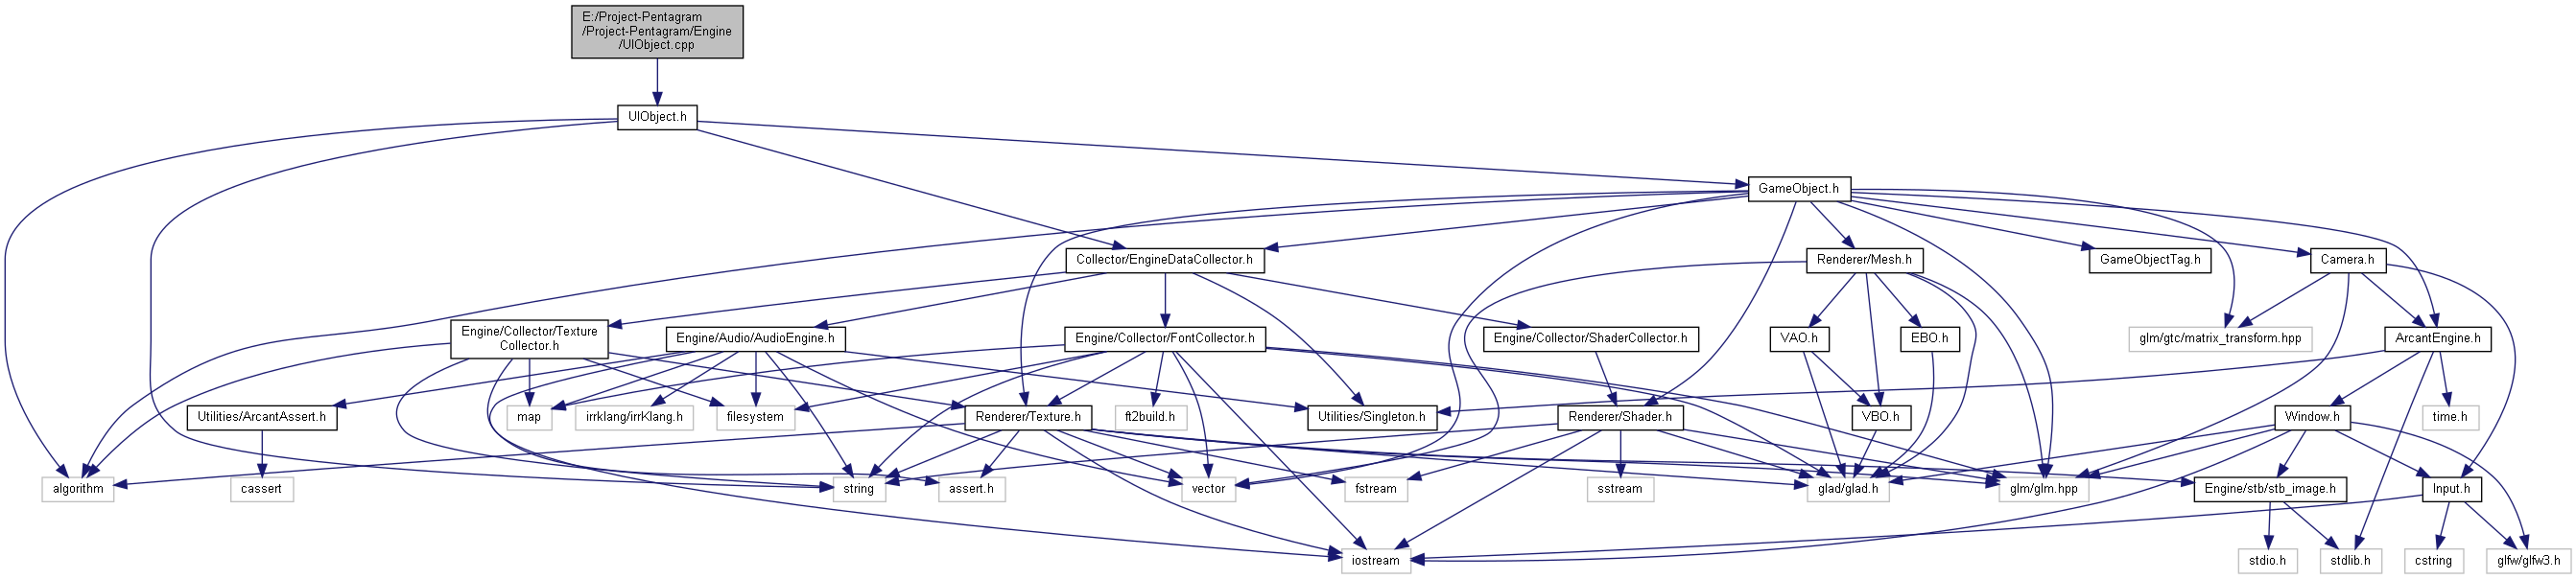 E:/Project-Pentagram
/Project-Pentagram/Engine
/UIObject.cpp
UIObject.h
GameObject.h
Collector/EngineDataCollector.h
Renderer/Mesh.h
GameObjectTag.h
Camera.h
Engine/Collector/Texture
Collector.h
Engine/Audio/AudioEngine.h
Engine/Collector/FontCollector.h
Engine/Collector/ShaderCollector.h
VAO.h
EBO.h
glm/gtc/matrix_transform.hpp
ArcantEngine.h
Utilities/ArcantAssert.h
map
irrklang/irrKlang.h
filesystem
Renderer/Texture.h
ft2build.h
Utilities/Singleton.h
Renderer/Shader.h
VBO.h
Window.h
time.h
algorithm
cassert
string
assert.h
vector
fstream
sstream
glad/glad.h
glm/glm.hpp
Engine/stb/stb_image.h
Input.h
iostream
stdio.h
stdlib.h
cstring
glfw/glfw3.h